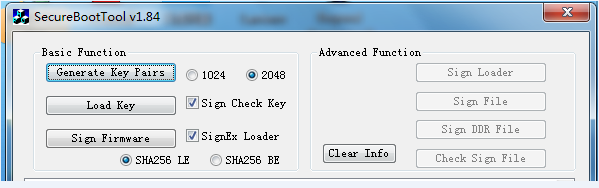 SecureBootTool v1.84
Basic Function
Generate Key Pairs
1024
2048
Load Key
Sign Check Key
Sign Firmware
SignEx Loader
SHA256 LE
SHA256 BE
Advanced Function
Sign Loader
Sign File
Sign DDR File
Clear Info
Check Sign File